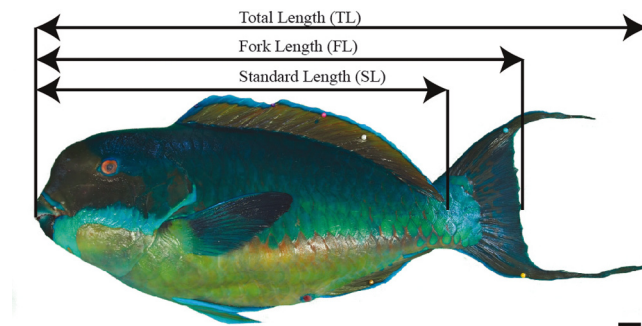 Total Length (TL)
Fork Length (FL)
Standard Length (SL)